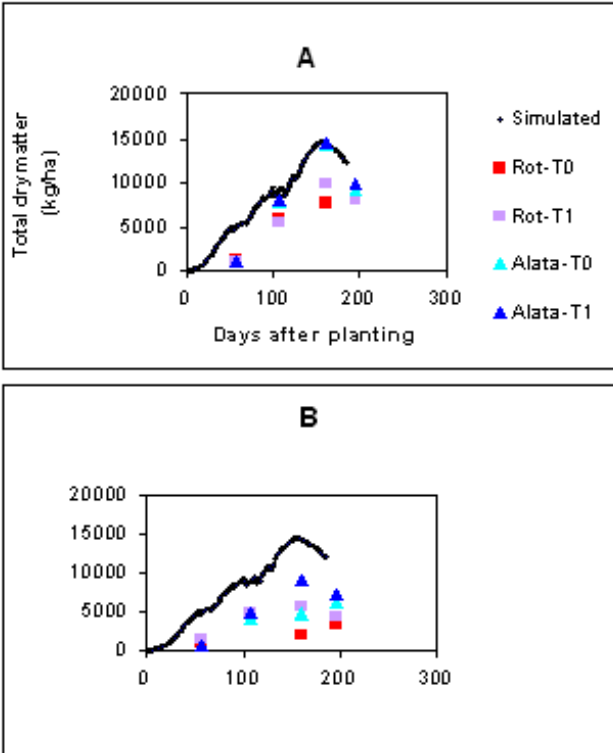 A
Total drymatter
(kg/ha)
20000
15000
10000
5000
0
0 100 200 300
Days after planting
Simulated
Rot-T0
Rot-T1
Alata-T0
Alata-T1
B
20000
15000
10000
5000
0
0 100 200 300